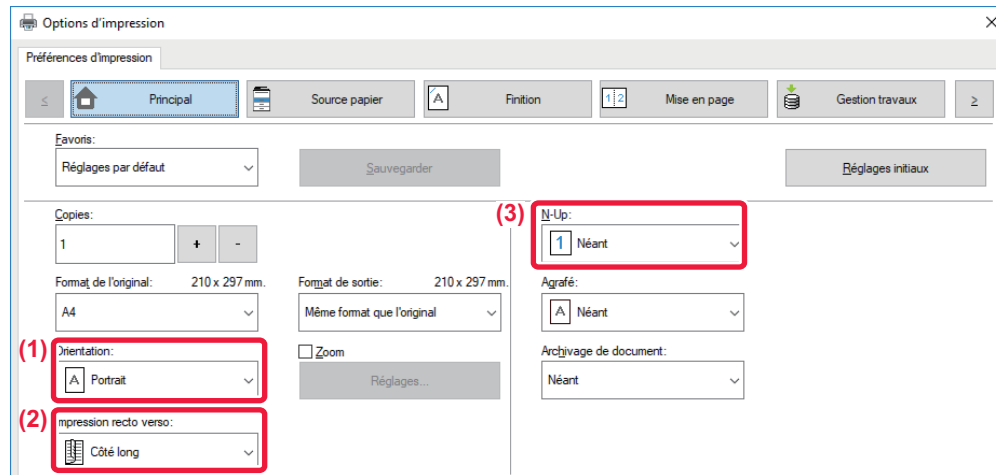 Options d'impression
Préférences d'impression
≤ Principal Source papier A Finition 1 2 Mise en page Gestion travaux ≥
Favoris:
Réglages par défaut Sauvegarder Réglages initiaux
Copies: (3) N-Up:
1 + - 1 Néant
Format de l'original: 210 x 297 mm. Format de sortie: 210 x 297 mm. Agrafé:
A4 Même format que l'original A Néant
(1) Orientation: Zoom Archivage de document:
A Portrait Réglages... Néant
(2) mpression recto verso:
Côté long